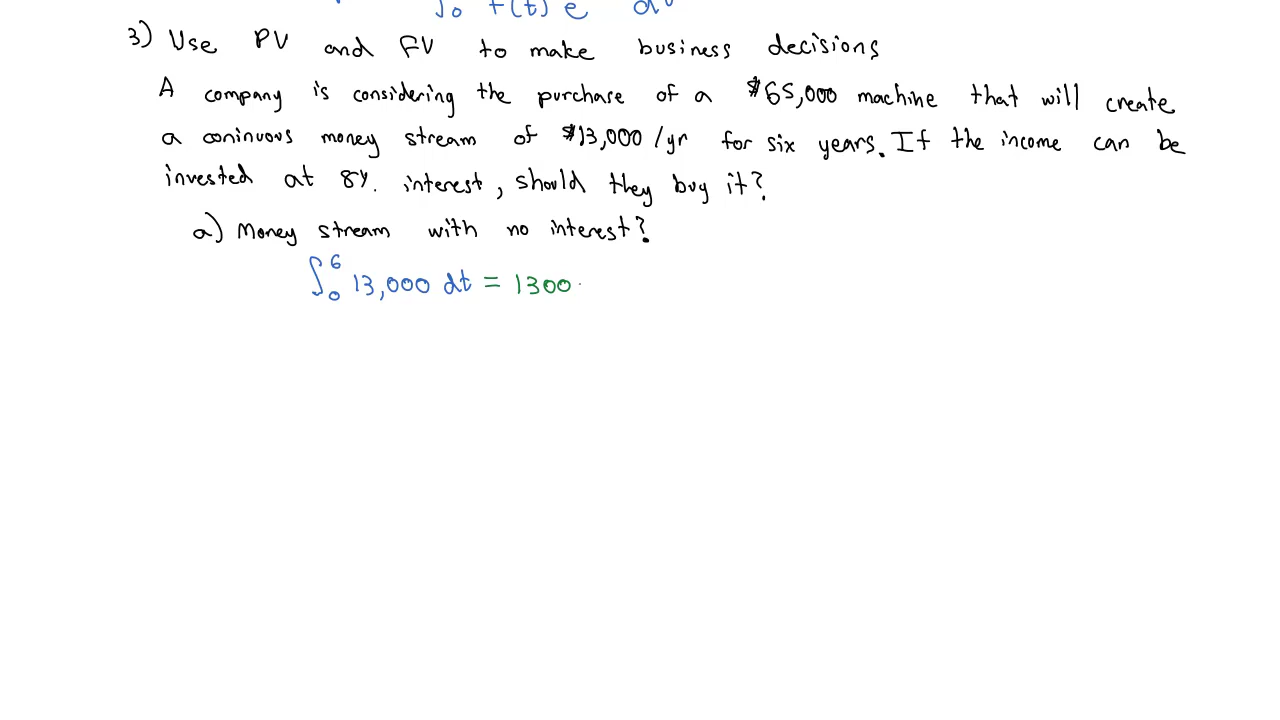 ∫₀ f(t) e
3) Use PV and FV to make business decisions
A company is considering the purchase of a $65,000 machine that will create
a coninuous money stream of $13,000 /yr for six years. If the income can be
invested at 8% interest, should they buy it?
a) Money stream with no interest?
∫₀⁶ 13,000 dt = 1300